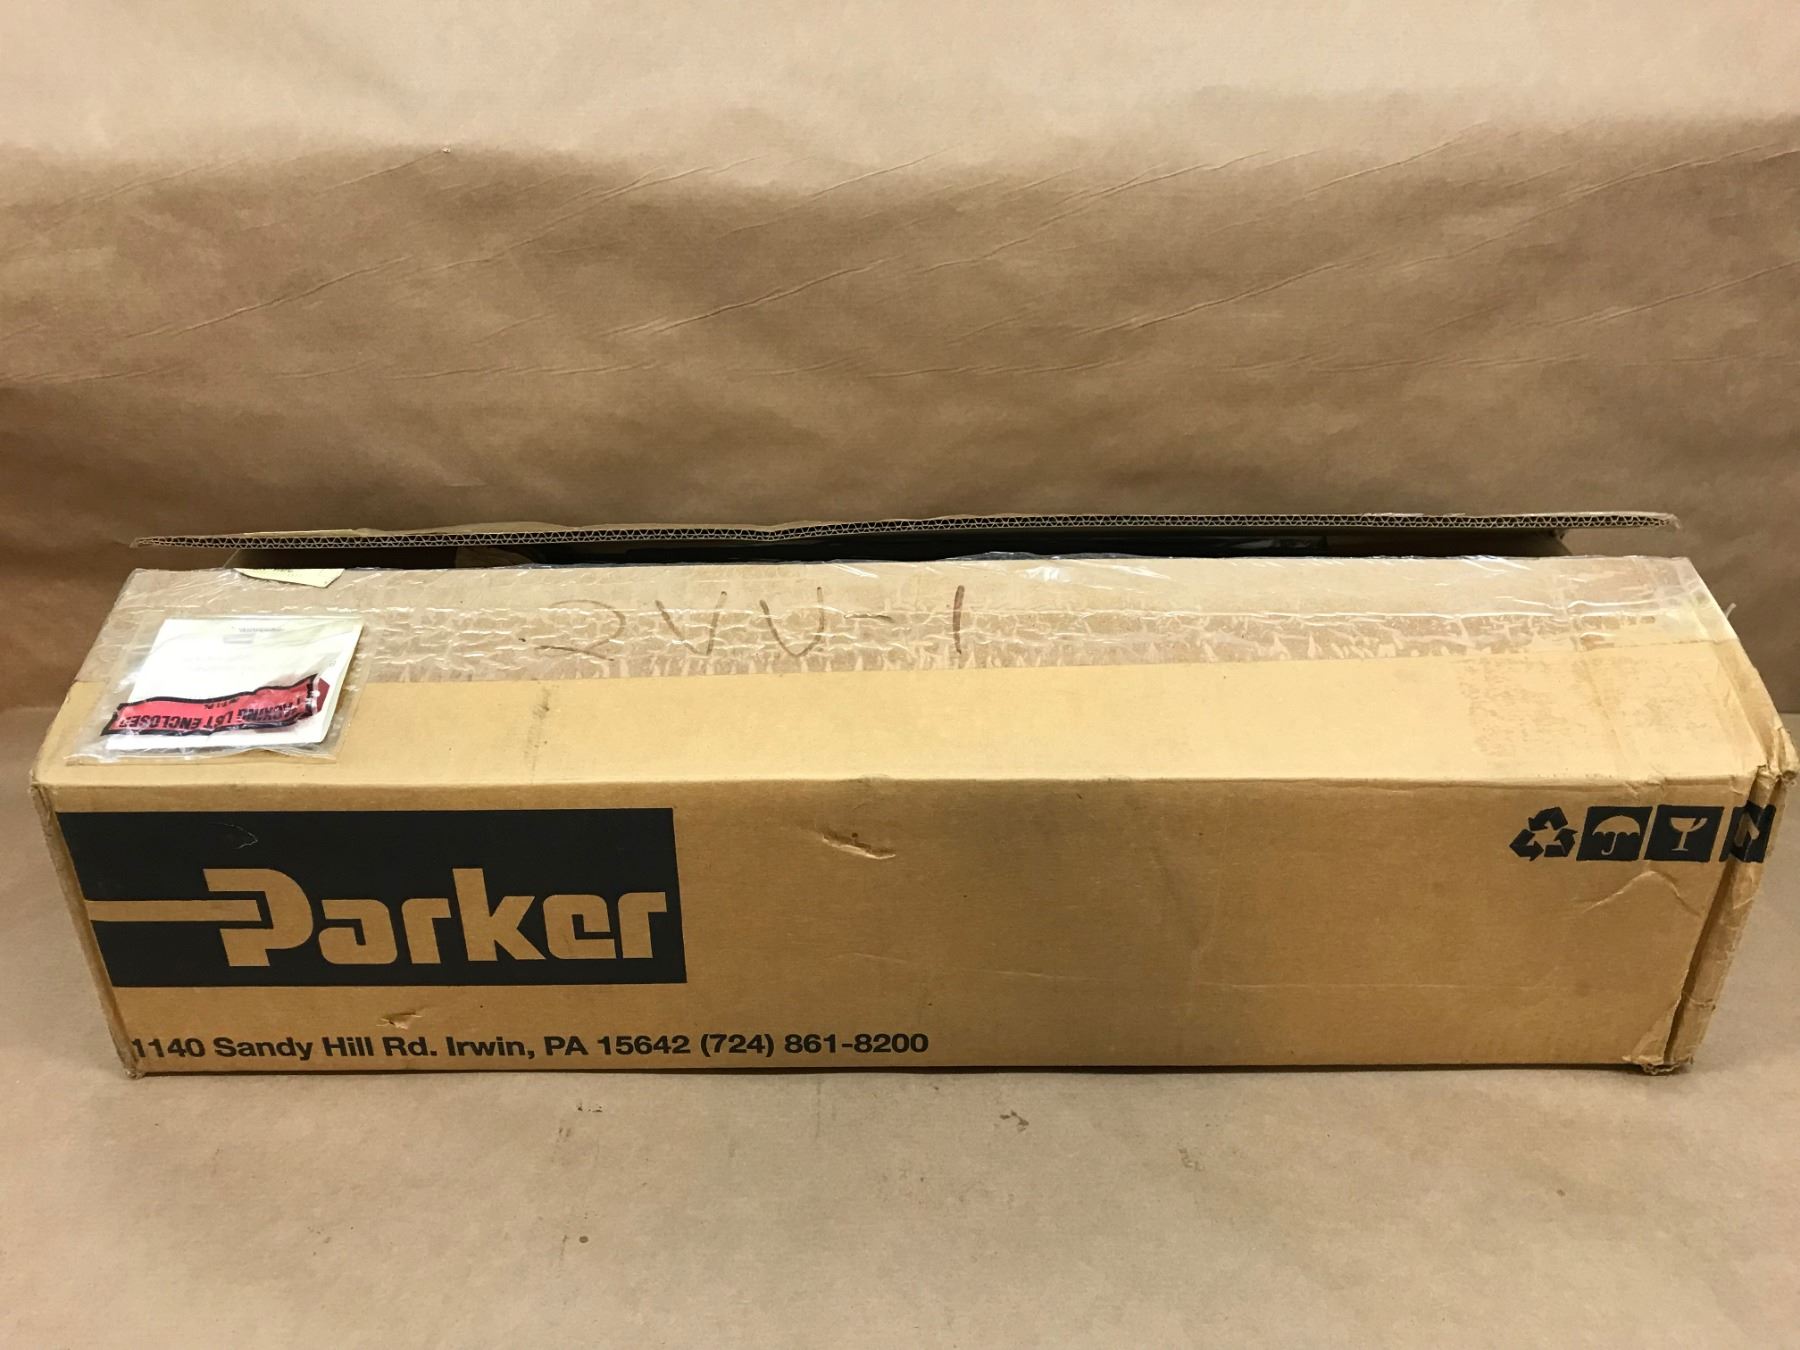 2VU-1
PACKING LIST ENCLOSED
Parker
1140 Sandy Hill Rd. Irwin, PA 15642 (724) 861-8200